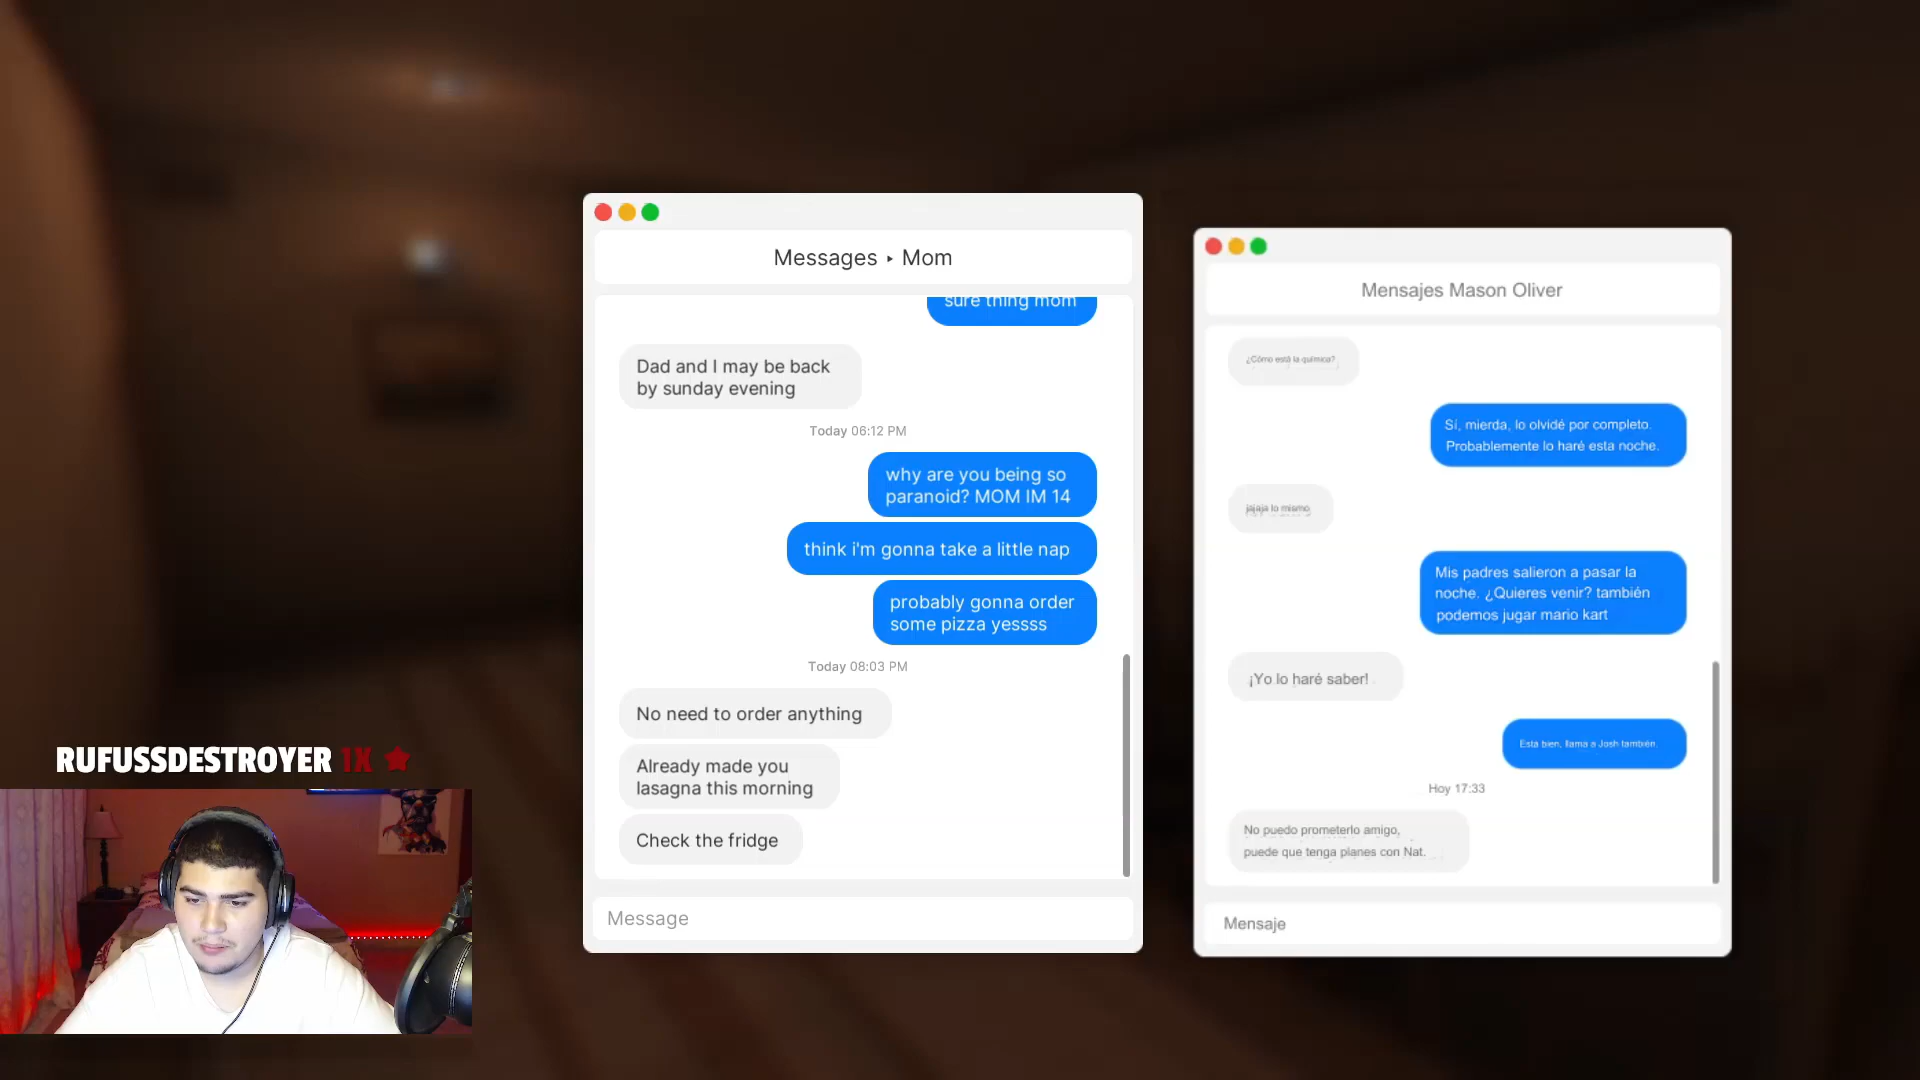 Messages ‣ Mom
sure thing mom
Dad and I may be back
by sunday evening
Today 06:12 PM
why are you being so
paranoid? MOM IM 14
think i'm gonna take a little nap
probably gonna order
some pizza yessss
Today 08:03 PM
No need to order anything
Already made you
lasagna this morning
Check the fridge
Message
Mensajes Mason Oliver
¿Cómo está la química?
Sí, mierda, lo olvidé por completo.
Probablemente lo haré esta noche.
jajaja lo mismo
Mis padres salieron a pasar la
noche. ¿Quieres venir? también
podemos jugar mario kart
¡Yo lo haré saber!
Está bien, llama a Josh también.
Hoy 17:33
No puedo prometerlo amigo,
puede que tenga planes con Nat.
Mensaje
RUFUSSDESTROYER 1X